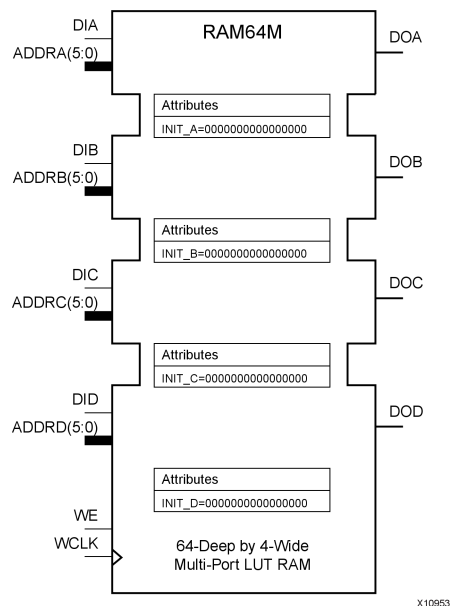 RAM64M
DIA
ADDRA(5:0)
DOA
Attributes
INIT_A=0000000000000000
DIB
ADDRB(5:0)
DOB
Attributes
INIT_B=0000000000000000
DIC
ADDRC(5:0)
DOC
Attributes
INIT_C=0000000000000000
DID
ADDRD(5:0)
DOD
Attributes
INIT_D=0000000000000000
WE
WCLK
64-Deep by 4-Wide
Multi-Port LUT RAM
X10953